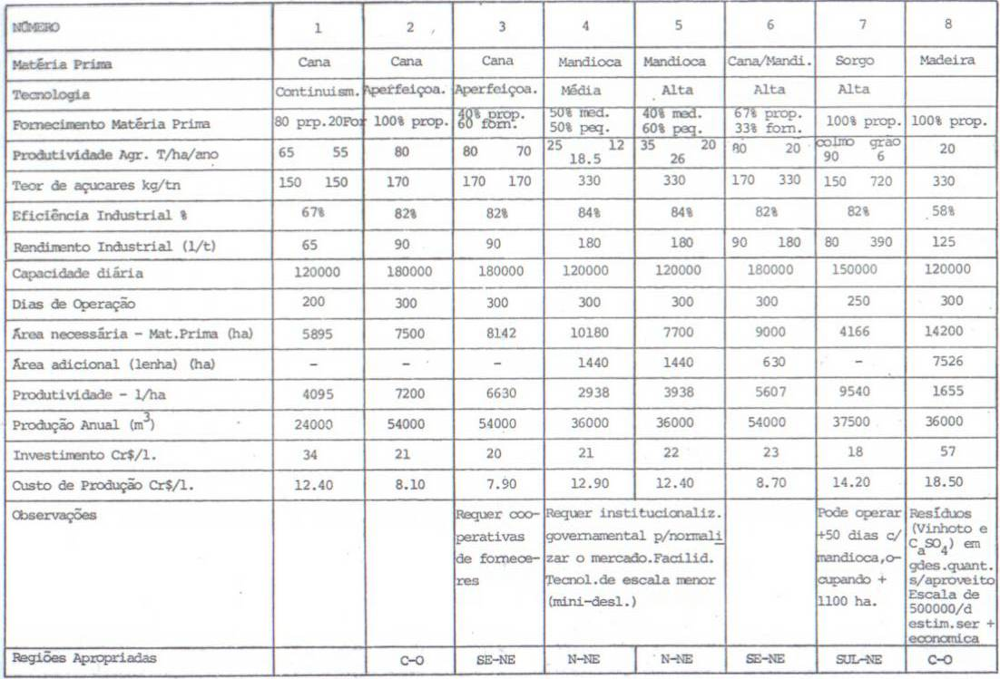 NÚMERO 1 2 3 4 5 6 7 8
Matéria Prima Cana Cana Cana Mandioca Mandioca Cana/Mandi. Sorgo Madeira
Tecnologia Continuism. Aperfeiçoa. Aperfeiçoa. Média Alta Alta Alta
Fornecimento Matéria Prima 80 prp.20For 100% prop. 40% prop. 60 forn. 50% med. 50% peq. 40% med. 60% peq. 67% prop. 33% forn. 100% prop. 100% prop.
Produtividade Agr. T/ha/ano 65 55 80 80 70 25 12 18.5 35 20 26 80 20 colmo grão 90 6 20
Teor de açucares kg/tn 150 150 170 170 170 330 330 170 330 150 720 330
Eficiência Industrial % 67% 82% 82% 84% 84% 82% 82% 58%
Rendimento Industrial (l/t) 65 90 90 180 180 90 180 80 390 125
Capacidade diária 120000 180000 180000 120000 120000 180000 150000 120000
Dias de Operação 200 300 300 300 300 300 250 300
Área necessária - Mat.Prima (ha) 5895 7500 8142 10180 7700 9000 4166 14200
Área adicional (lenha) (ha) - - - 1440 1440 630 - 7526
Produtividade - l/ha 4095 7200 6630 2938 3938 5607 9540 1655
Produção Anual (m³) 24000 54000 54000 36000 36000 54000 37500 36000
Investimento Cr$/l. 34 21 20 21 22 23 18 57
Custo de Produção Cr$/l. 12.40 8.10 7.90 12.90 12.40 8.70 14.20 18.50
Observações
Requer coo-
perativas
de fornece-
res
Requer institucionaliz.
governamental p/normali
zar o mercado.Facilid.
Tecnol.de escala menor
(mini-desl.)
Pode operar
+50 dias c/
mandioca,o-
cupando +
1100 ha.
Resíduos
(Vinhoto e
CaSO4) em
gdes.quant.
s/aproveito
Escala de
500000/d
estim.ser +
economica
Regiões Apropriadas C-O SE-NE N-NE N-NE SE-NE SUL-NE C-O